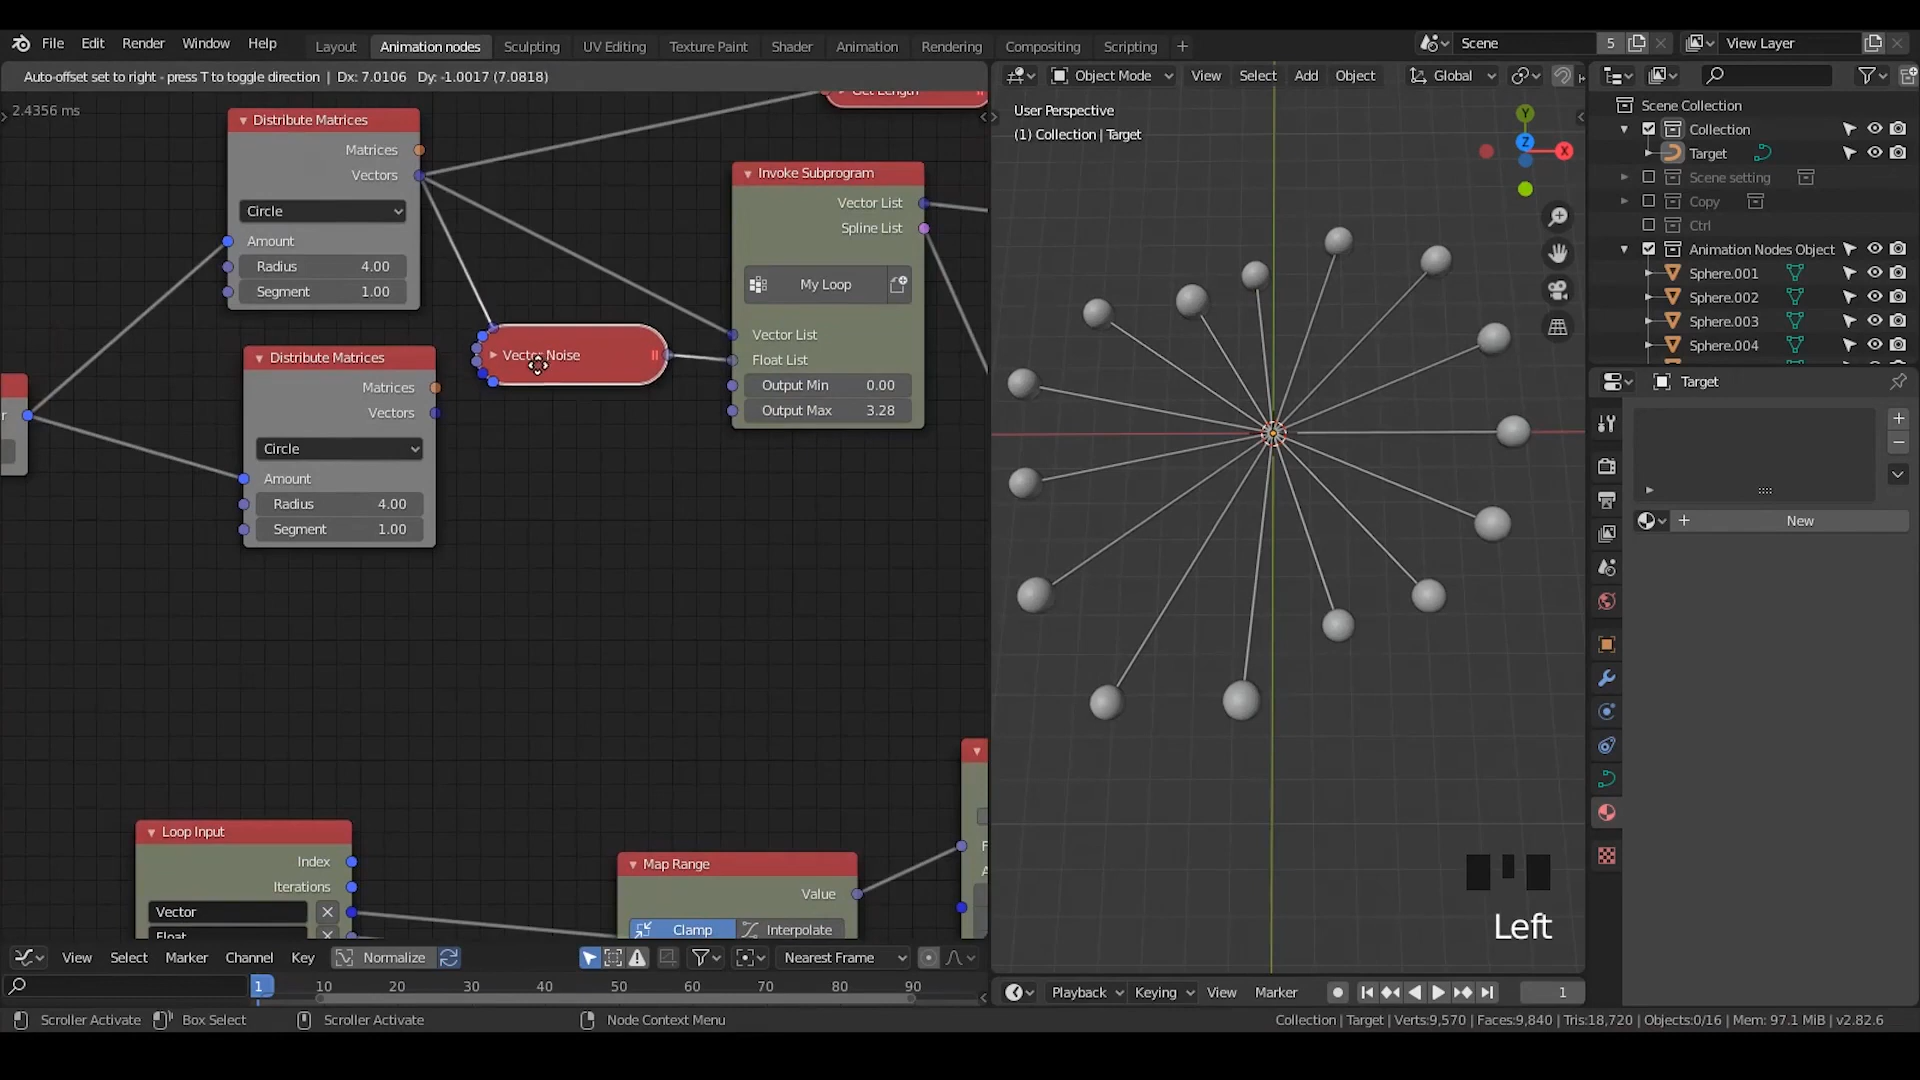 File Edit Render Window Help
Layout Animation nodes Sculpting UV Editing Texture Paint Shader Animation Rendering Compositing Scripting +
Scene 5 View Layer
Auto-offset set to right - press T to toggle direction | Dx: 7.0106 Dy: -1.0017 (7.0818)
2.4356 ms
Distribute Matrices
Matrices
Vectors
Circle
Amount
Radius 4.00
Segment 1.00
Distribute Matrices
Matrices
Vectors
Circle
Amount
Radius 4.00
Segment 1.00
Get Length
Vector Noise
Invoke Subprogram
Vector List
Spline List
My Loop
Vector List
Float List
Output Min 0.00
Output Max 3.28
Loop Input
Index
Iterations
Vector
Float
Map Range
Value
Clamp Interpolate
Object Mode View Select Add Object Global
User Perspective
(1) Collection | Target
Y
Z
X
Left
Scene Collection
Collection
Target
Scene setting
Copy
Ctrl
Animation Nodes Object
Sphere.001
Sphere.002
Sphere.003
Sphere.004
Target
New
View Select Marker Channel Key Normalize Nearest Frame
1 10 20 30 40 50 60 70 80 90
Playback Keying View Marker 1
Scroller Activate Box Select Scroller Activate Node Context Menu
Collection | Target | Verts:9,570 | Faces:9,840 | Tris:18,720 | Objects:0/16 | Mem: 97.1 MiB | v2.82.6